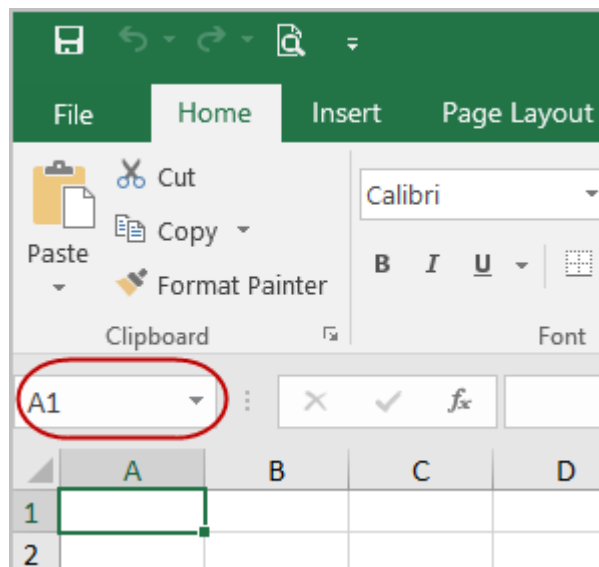 File Home Insert Page Layout
Cut
Calibri
Copy
Paste
B I U
Format Painter
Clipboard Font
A1 fx
A B C D
1
2